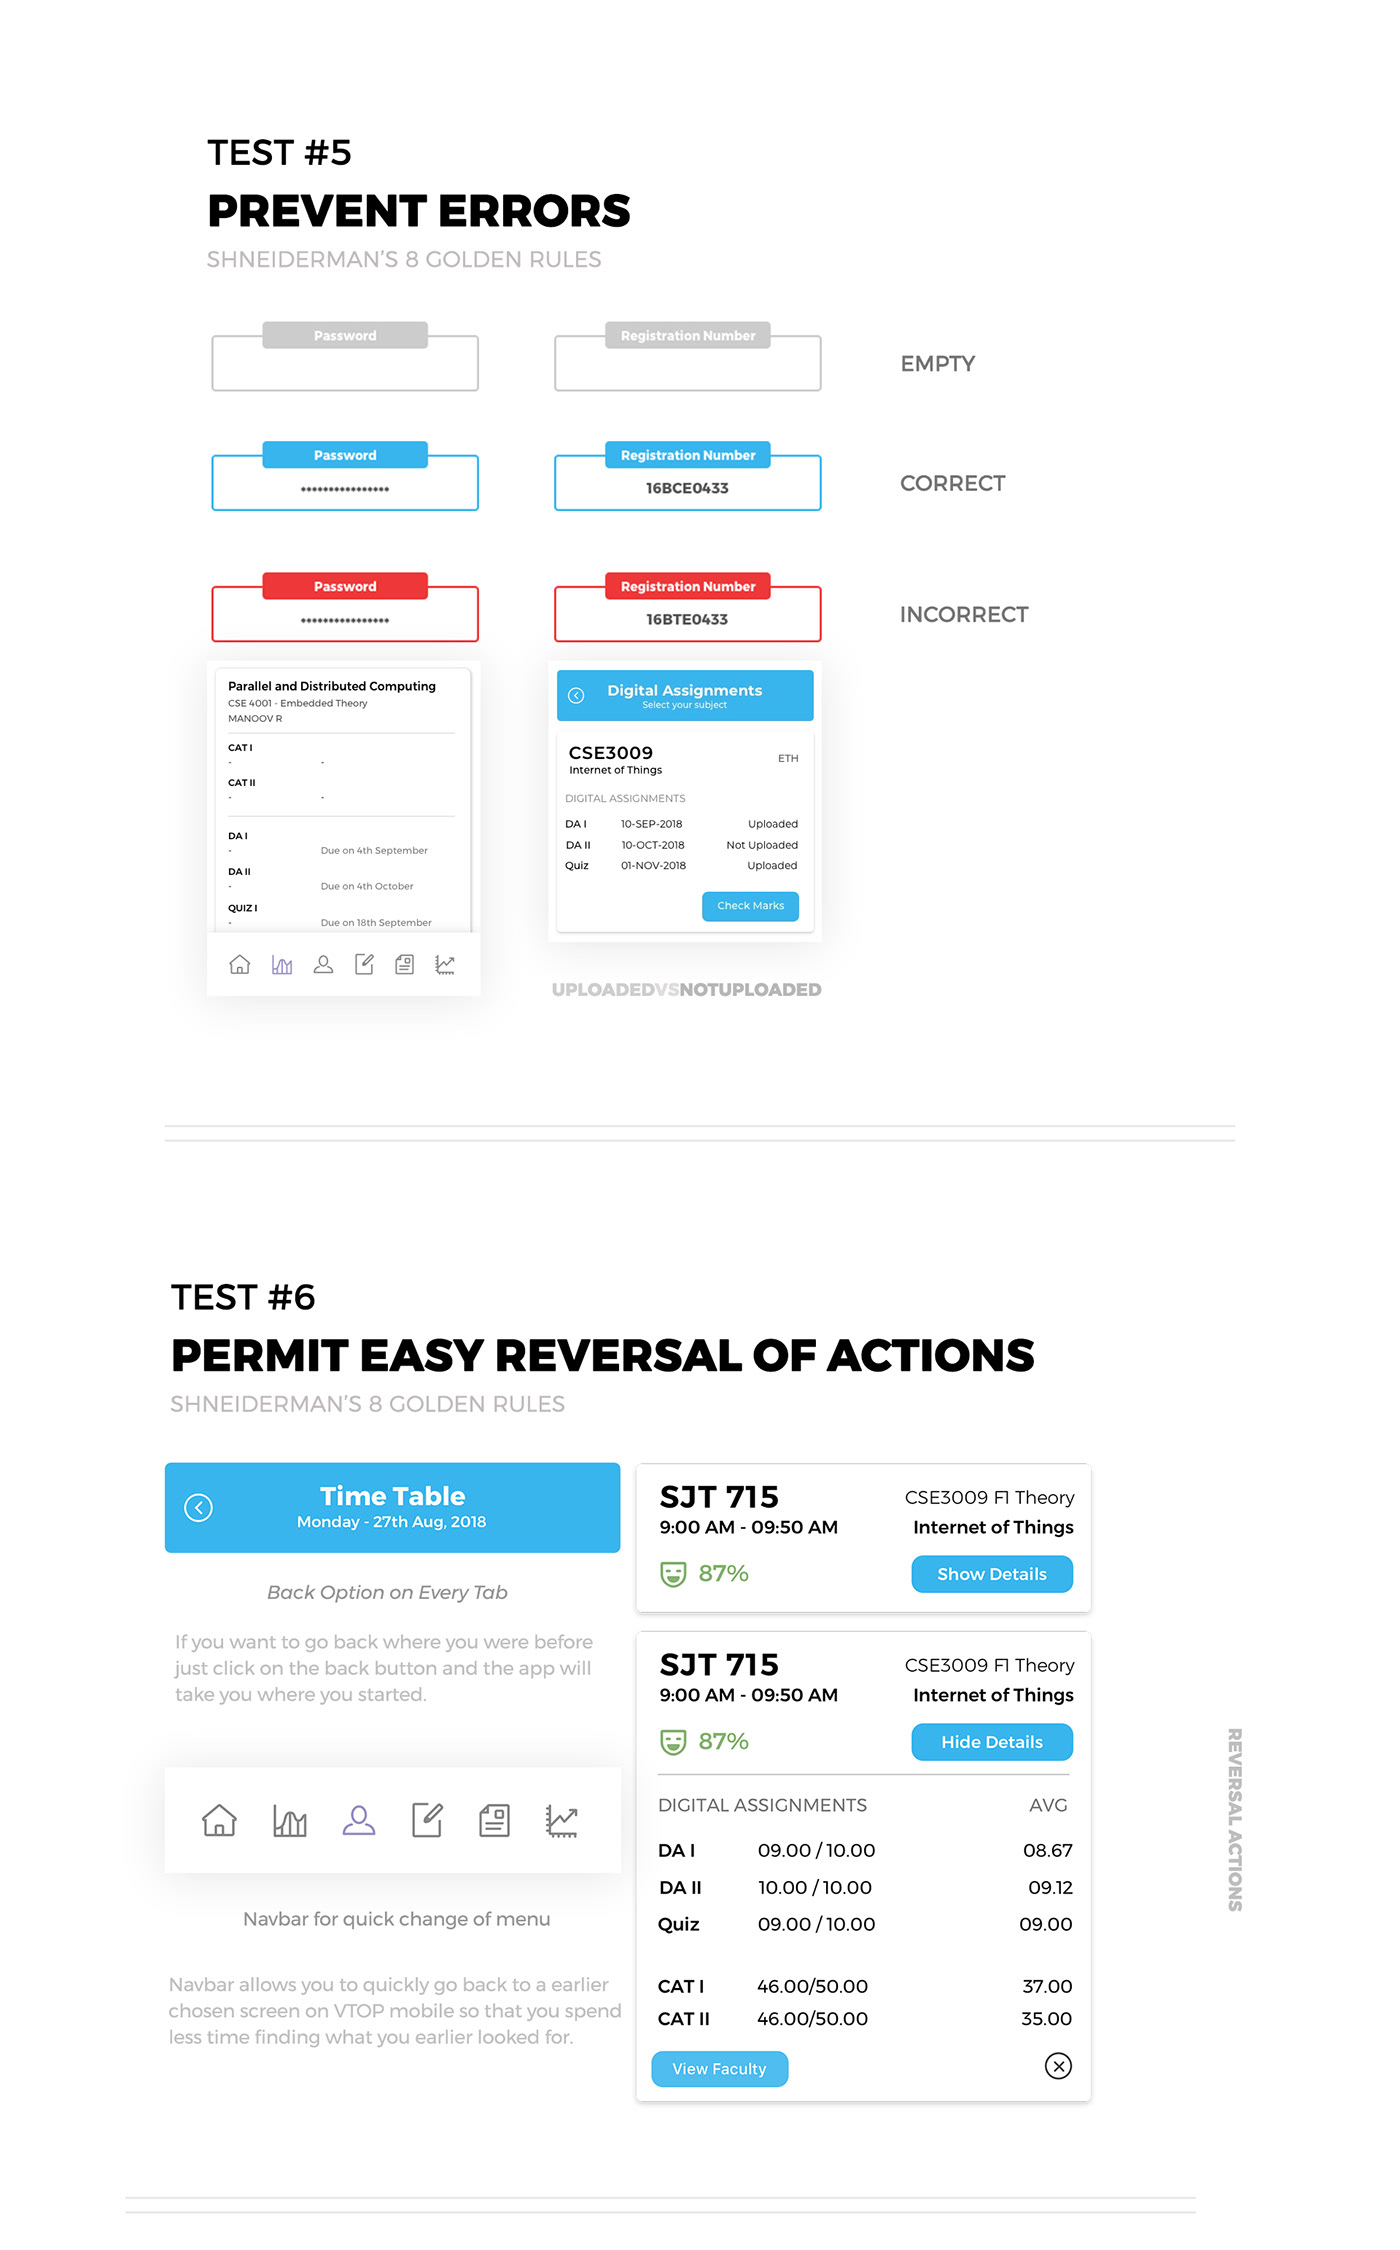 TEST #5
PREVENT ERRORS
SHNEIDERMAN'S 8 GOLDEN RULES
Password
Registration Number
EMPTY
Password
Registration Number
••••••••••••••••
16BCE0433
CORRECT
Password
Registration Number
••••••••••••••••
16BTE0433
INCORRECT
Parallel and Distributed Computing
CSE 4001 - Embedded Theory
MANOOV R
CAT I
- -
CAT II
- -
DA I
- Due on 4th September
DA II
- Due on 4th October
QUIZ I
- Due on 18th September
Digital Assignments
Select your subject
CSE3009
ETH
Internet of Things
DIGITAL ASSIGNMENTS
DA I 10-SEP-2018 Uploaded
DA II 10-OCT-2018 Not Uploaded
Quiz 01-NOV-2018 Uploaded
Check Marks
UPLOADEDVSNOTUPLOADED
TEST #6
PERMIT EASY REVERSAL OF ACTIONS
SHNEIDERMAN'S 8 GOLDEN RULES
Time Table
Monday - 27th Aug, 2018
Back Option on Every Tab
If you want to go back where you were before
just click on the back button and the app will
take you where you started.
Navbar for quick change of menu
Navbar allows you to quickly go back to a earlier
chosen screen on VTOP mobile so that you spend
less time finding what you earlier looked for.
SJT 715 CSE3009 F1 Theory
9:00 AM - 09:50 AM Internet of Things
87% Show Details
SJT 715 CSE3009 F1 Theory
9:00 AM - 09:50 AM Internet of Things
87% Hide Details
DIGITAL ASSIGNMENTS AVG
DA I 09.00 / 10.00 08.67
DA II 10.00 / 10.00 09.12
Quiz 09.00 / 10.00 09.00
CAT I 46.00/50.00 37.00
CAT II 46.00/50.00 35.00
View Faculty
REVERSAL ACTIONS